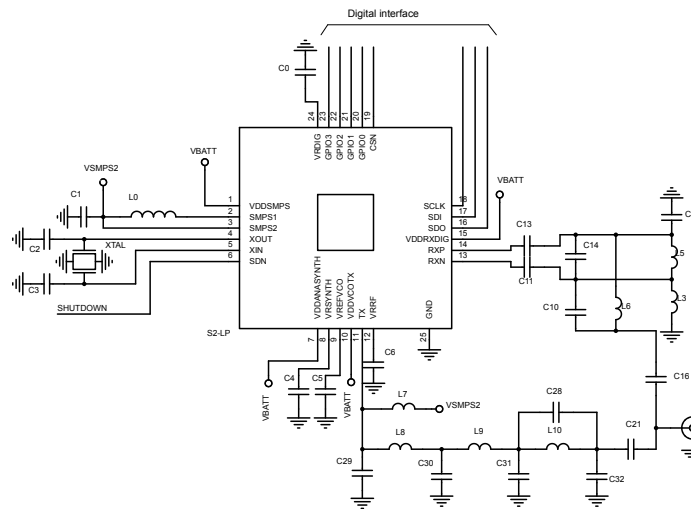 Digital interface
C0
24
23
22
21
20
19
VRDIG
GPIO3
GPIO2
GPIO1
GPIO0
CSN
VBATT
VSMPS2
C1
L0
1
2
3
4
5
6
VDDSMPS
SMPS1
SMPS2
XOUT
XIN
SDN
C2
XTAL
C3
SHUTDOWN
S2-LP
SCLK
SDI
SDO
VDDRXDIG
RXP
RXN
18
17
16
15
14
13
VBATT
C13
C11
C14
C10
L6
L5
L3
C
C16
VDDANASYNTH
VRSYNTH
VREFVCO
VDDVCOTX
TX
VRRF
GND
7
8
9
10
11
12
25
VBATT
C4
C5
VBATT
C6
L7
VSMPS2
C28
C29
L8
C30
L9
C31
L10
C32
C21